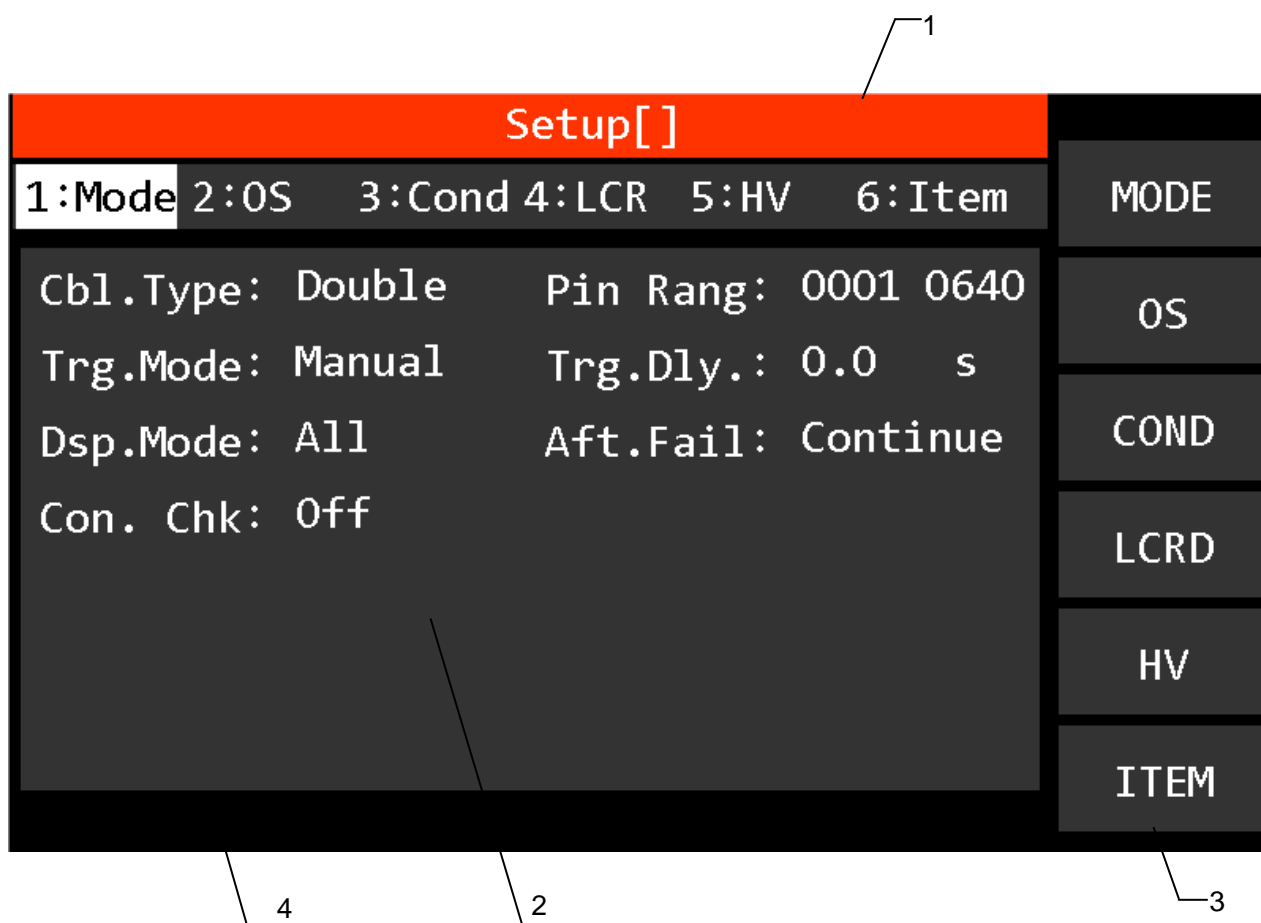 1
Setup[]
1:Mode 2:OS 3:Cond 4:LCR 5:HV 6:Item
Cbl.Type: Double Pin Rang: 0001 0640
Trg.Mode: Manual Trg.Dly.: 0.0 s
Dsp.Mode: All Aft.Fail: Continue
Con. Chk: Off
MODE
OS
COND
LCRD
HV
ITEM
4 2 3